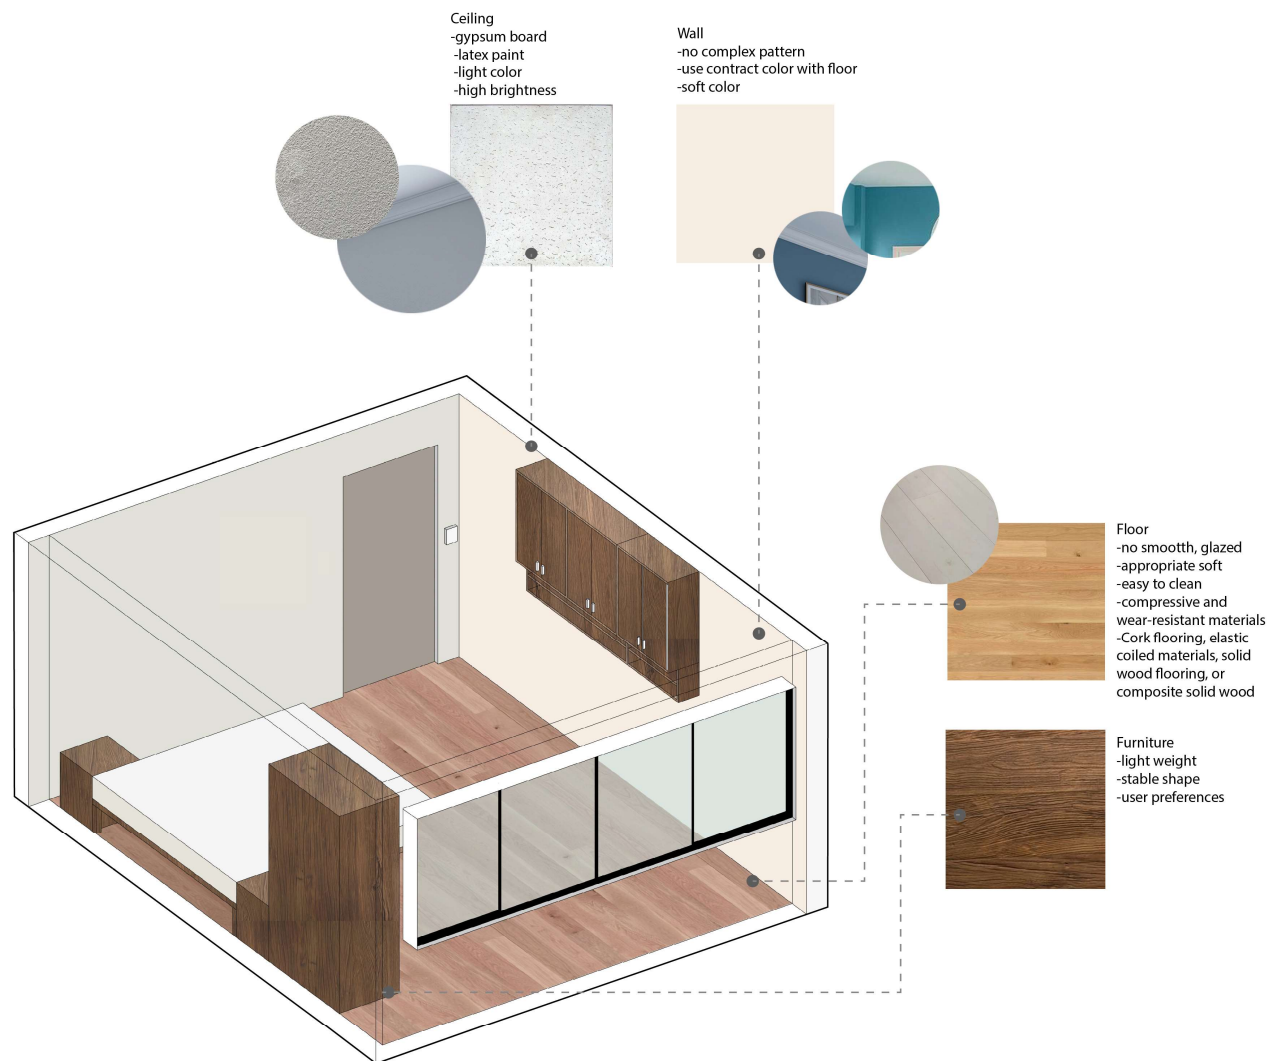 Ceiling
-gypsum board
-latex paint
-light color
-high brightness
Wall
-no complex pattern
-use contract color with floor
-soft color
Floor
-no smooth, glazed
-appropriate soft
-easy to clean
-compressive and
wear-resistant materials
-Cork flooring, elastic
coiled materials, solid
wood flooring, or
composite solid wood
Furniture
-light weight
-stable shape
-user preferences